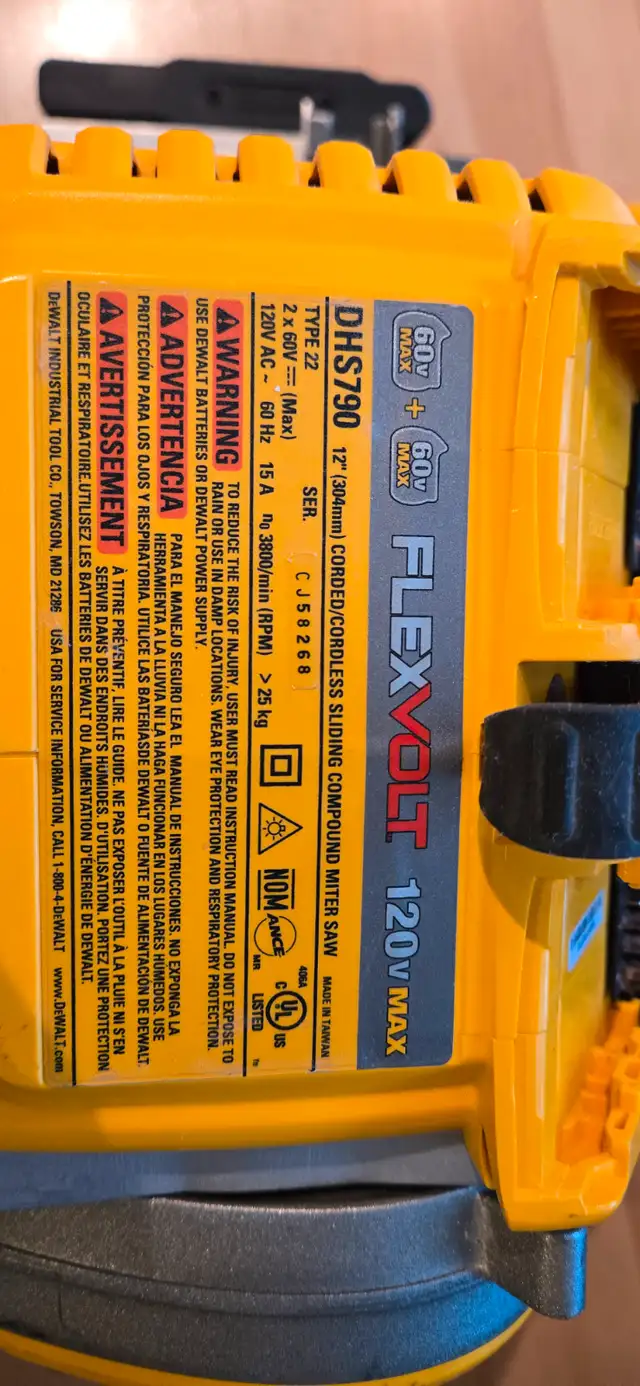 60v MAX + 60v MAX FLEXVOLT 120v MAX
DHS790 12" (304mm) CORDED/CORDLESS SLIDING COMPOUND MITER SAW MADE IN TAIWAN
TYPE 22 SER. CJ58268
2 x 60V ⎓ (Max)
120V AC ~ 60 Hz 15 A n0 3800/min (RPM) > 25 kg
NOM ANCE MR
406A
C UL US
LISTED
TM
⚠ WARNING TO REDUCE THE RISK OF INJURY, USER MUST READ INSTRUCTION MANUAL. DO NOT EXPOSE TO
RAIN OR USE IN DAMP LOCATIONS. WEAR EYE PROTECTION AND RESPIRATORY PROTECTION.
USE DEWALT BATTERIES OR DEWALT POWER SUPPLY.
⚠ ADVERTENCIA PARA EL MANEJO SEGURO LEA EL MANUAL DE INSTRUCCIONES. NO EXPONGA LA
HERRAMIENTA A LA LLUVIA NI LA HAGA FUNCIONAR EN LOS LUGARES HÚMEDOS. USE
PROTECCIÓN PARA LOS OJOS Y RESPIRATORIA. UTILICE LAS BATERÍASDE DEWALT O FUENTE DE ALIMENTACIÓN DE DEWALT.
⚠ AVERTISSEMENT À TITRE PRÉVENTIF, LIRE LE GUIDE. NE PAS EXPOSER L'OUTIL À LA PLUIE NI S'EN
SERVIR DANS DES ENDROITS HUMIDES. D'UTILISATION. PORTEZ UNE PROTECTION
OCULAIRE ET RESPIRATOIRE.UTILISEZ LES BATTERIES DE DEWALT OU ALIMENTATION D'ÉNERGIE DE DEWALT.
DEWALT INDUSTRIAL TOOL CO., TOWSON, MD 21286 USA FOR SERVICE INFORMATION, CALL 1-800-4-DEWALT www.DEWALT.com